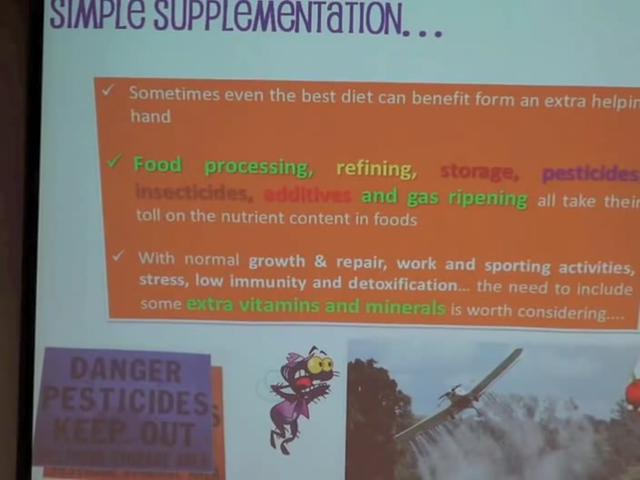 SIMPLE SUPPLEMENTATION...
✓ Sometimes even the best diet can benefit form an extra helpin
hand
✓ Food processing, refining, storage, pesticides
insecticides, additives and gas ripening all take their
toll on the nutrient content in foods
✓ With normal growth & repair, work and sporting activities,
stress, low immunity and detoxification... the need to include
some extra vitamins and minerals is worth considering....
DANGER
PESTICIDES
KEEP OUT